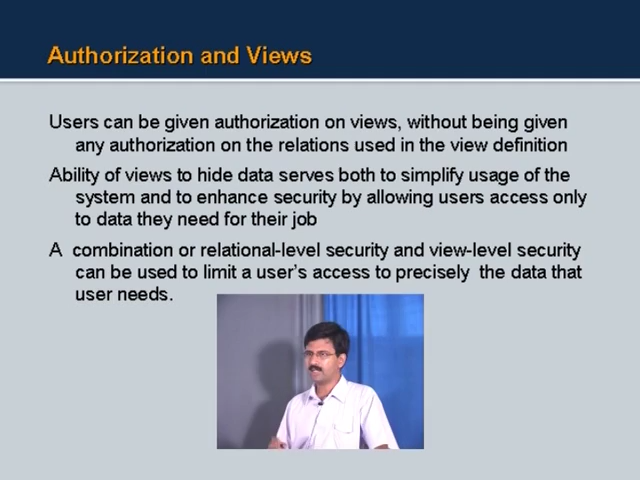 Authorization and Views
Users can be given authorization on views, without being given
any authorization on the relations used in the view definition
Ability of views to hide data serves both to simplify usage of the
system and to enhance security by allowing users access only
to data they need for their job
A combination or relational-level security and view-level security
can be used to limit a user's access to precisely the data that
user needs.